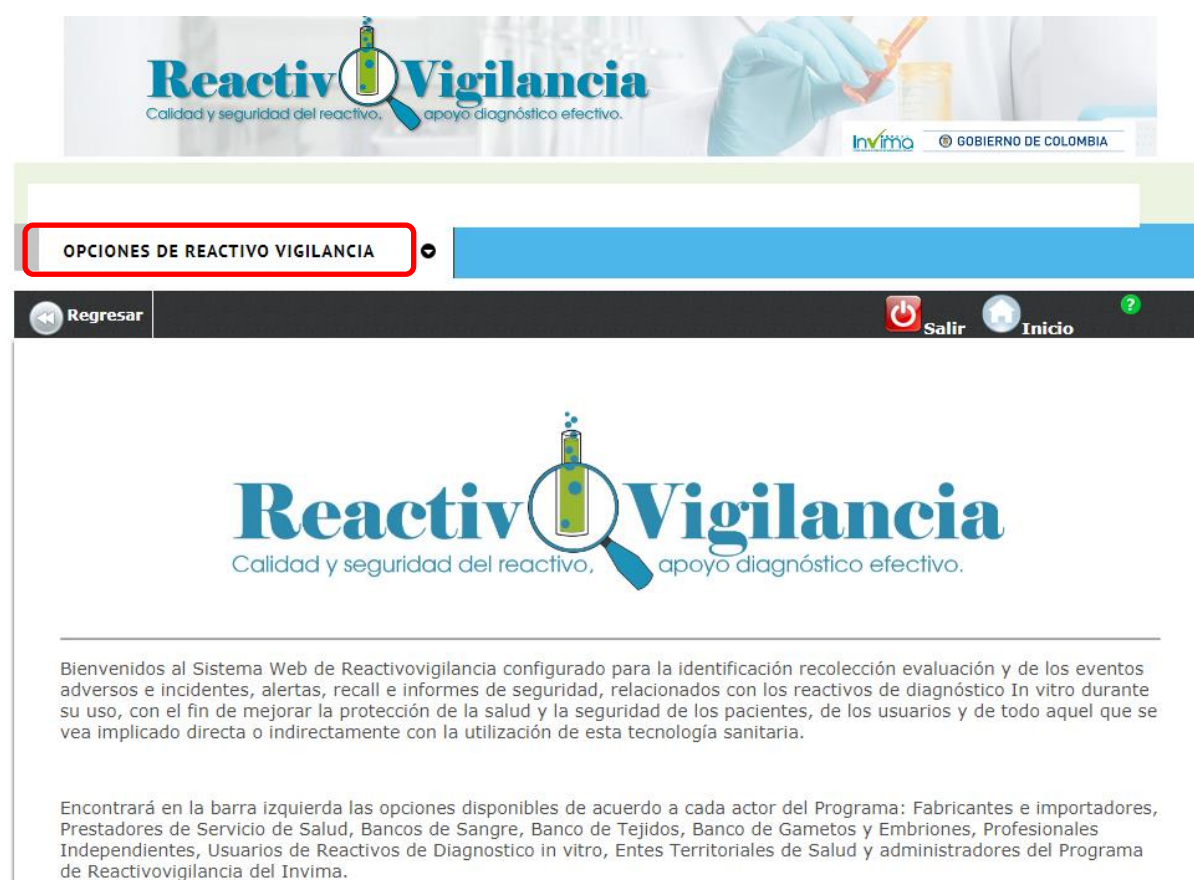 Reactiv Vigilancia
Calidad y seguridad del reactivo, apoyo diagnóstico efectivo.
Invima GOBIERNO DE COLOMBIA
OPCIONES DE REACTIVO VIGILANCIA
Regresar
Salir
Inicio
?
Reactiv Vigilancia
Calidad y seguridad del reactivo, apoyo diagnóstico efectivo.
Bienvenidos al Sistema Web de Reactivovigilancia configurado para la identificación recolección evaluación y de los eventos
adversos e incidentes, alertas, recall e informes de seguridad, relacionados con los reactivos de diagnóstico In vitro durante
su uso, con el fin de mejorar la protección de la salud y la seguridad de los pacientes, de los usuarios y de todo aquel que se
vea implicado directa o indirectamente con la utilización de esta tecnología sanitaria.
Encontrará en la barra izquierda las opciones disponibles de acuerdo a cada actor del Programa: Fabricantes e importadores,
Prestadores de Servicio de Salud, Bancos de Sangre, Banco de Tejidos, Banco de Gametos y Embriones, Profesionales
Independientes, Usuarios de Reactivos de Diagnostico in vitro, Entes Territoriales de Salud y administradores del Programa
de Reactivovigilancia del Invima.